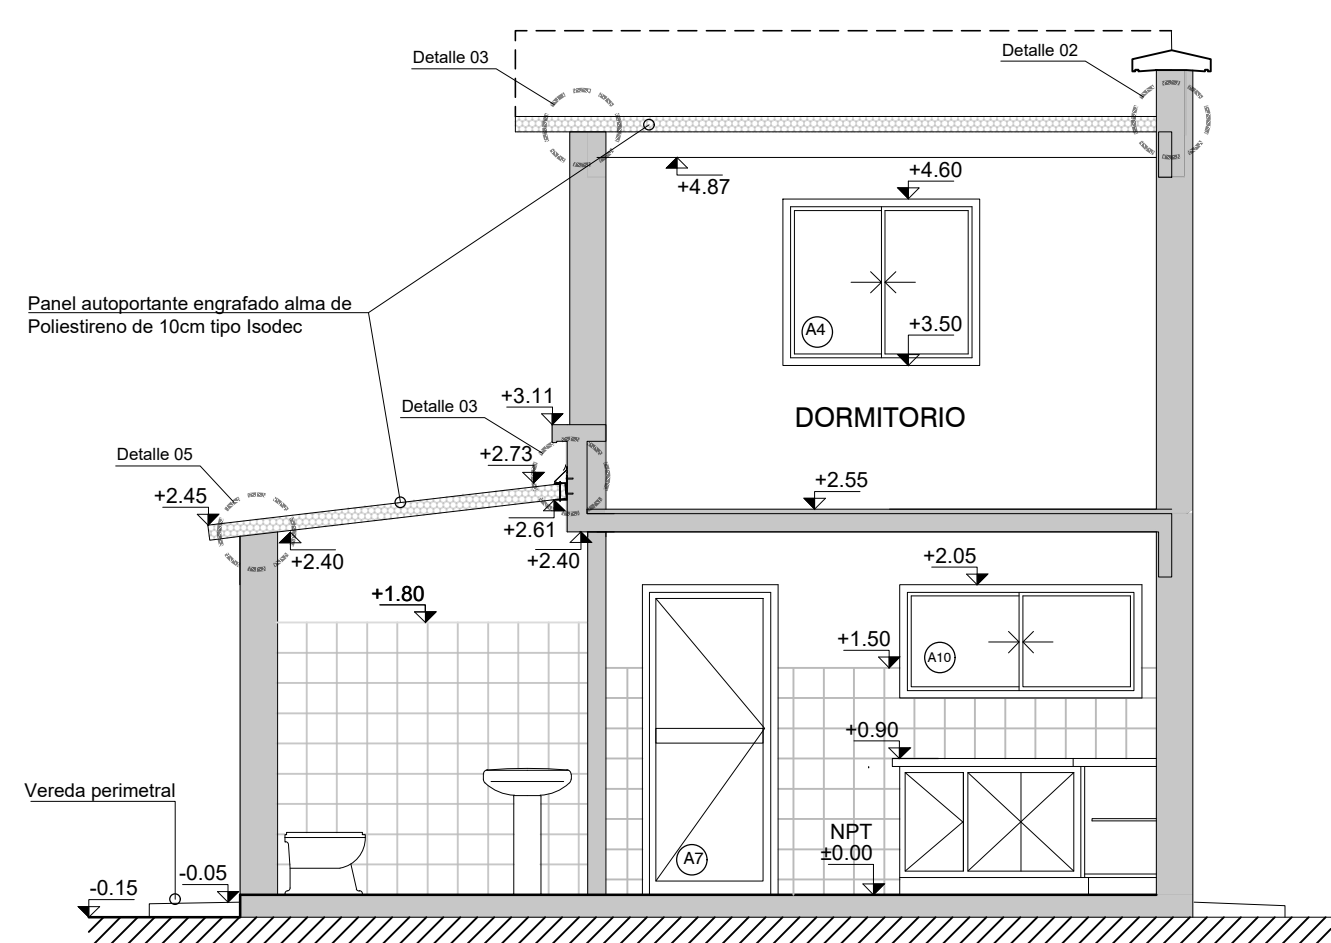 Detalle 03
Detalle 02
+4.87
+4.60
Panel autoportante engrafado alma de
Poliestireno de 10cm tipo Isodec
A4
+3.50
+3.11
Detalle 03
DORMITORIO
Detalle 05
+2.73
+2.45
+2.55
+2.61
+2.40
+2.40
+2.05
+1.80
+1.50
A10
+0.90
Vereda perimetral
NPT
±0.00
A7
-0.05
-0.15